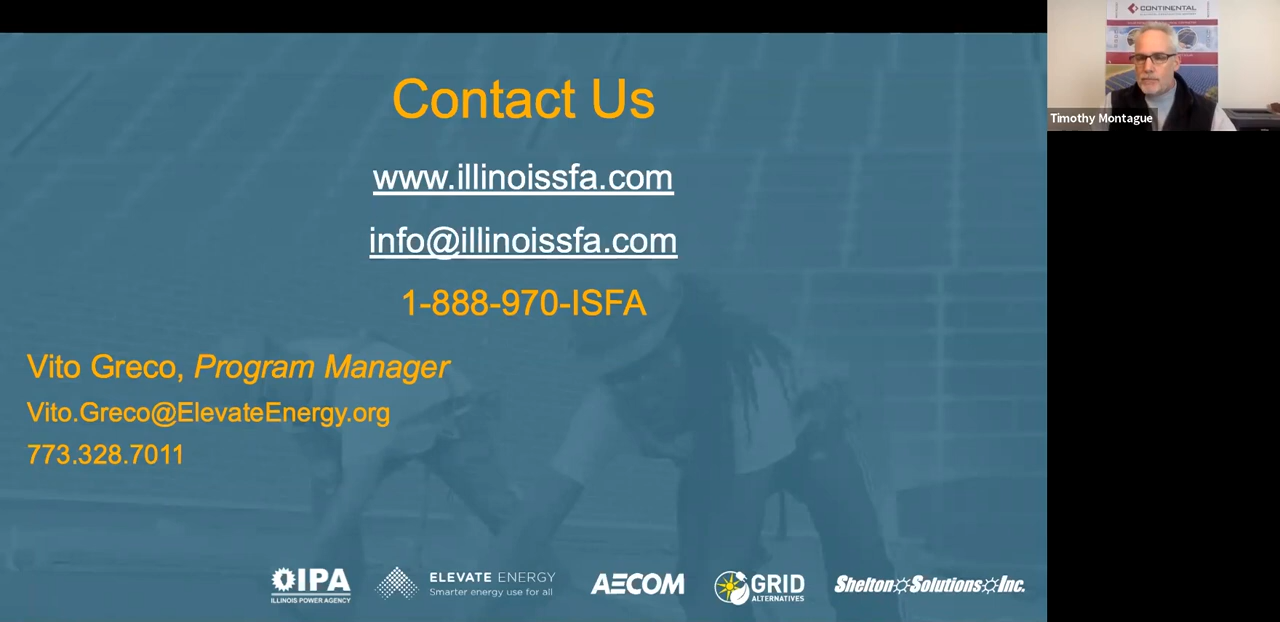 Contact Us
www.illinoissfa.com
info@illinoissfa.com
1-888-970-ISFA
Vito Greco, Program Manager
Vito.Greco@ElevateEnergy.org
773.328.7011
IPA
ILLINOIS POWER AGENCY
ELEVATE ENERGY
Smarter energy use for all
AECOM
GRID
ALTERNATIVES
Shelton Solutions Inc.
CONTINENTAL
Timothy Montague